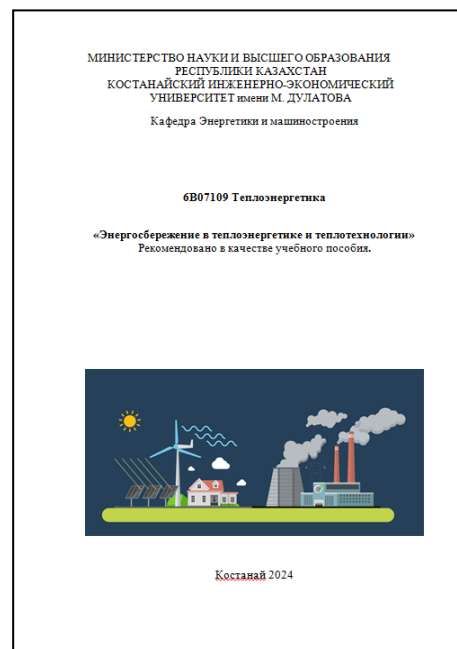 МИНИСТЕРСТВО НАУКИ И ВЫСШЕГО ОБРАЗОВАНИЯ
РЕСПУБЛИКИ КАЗАХСТАН
КОСТАНАЙСКИЙ ИНЖЕНЕРНО-ЭКОНОМИЧЕСКИЙ
УНИВЕРСИТЕТ имени М. ДУЛАТОВА
Кафедра Энергетики и машиностроения
6В07109 Теплоэнергетика
«Энергосбережение в теплоэнергетике и теплотехнологии»
Рекомендовано в качестве учебного пособия.
Костанай 2024